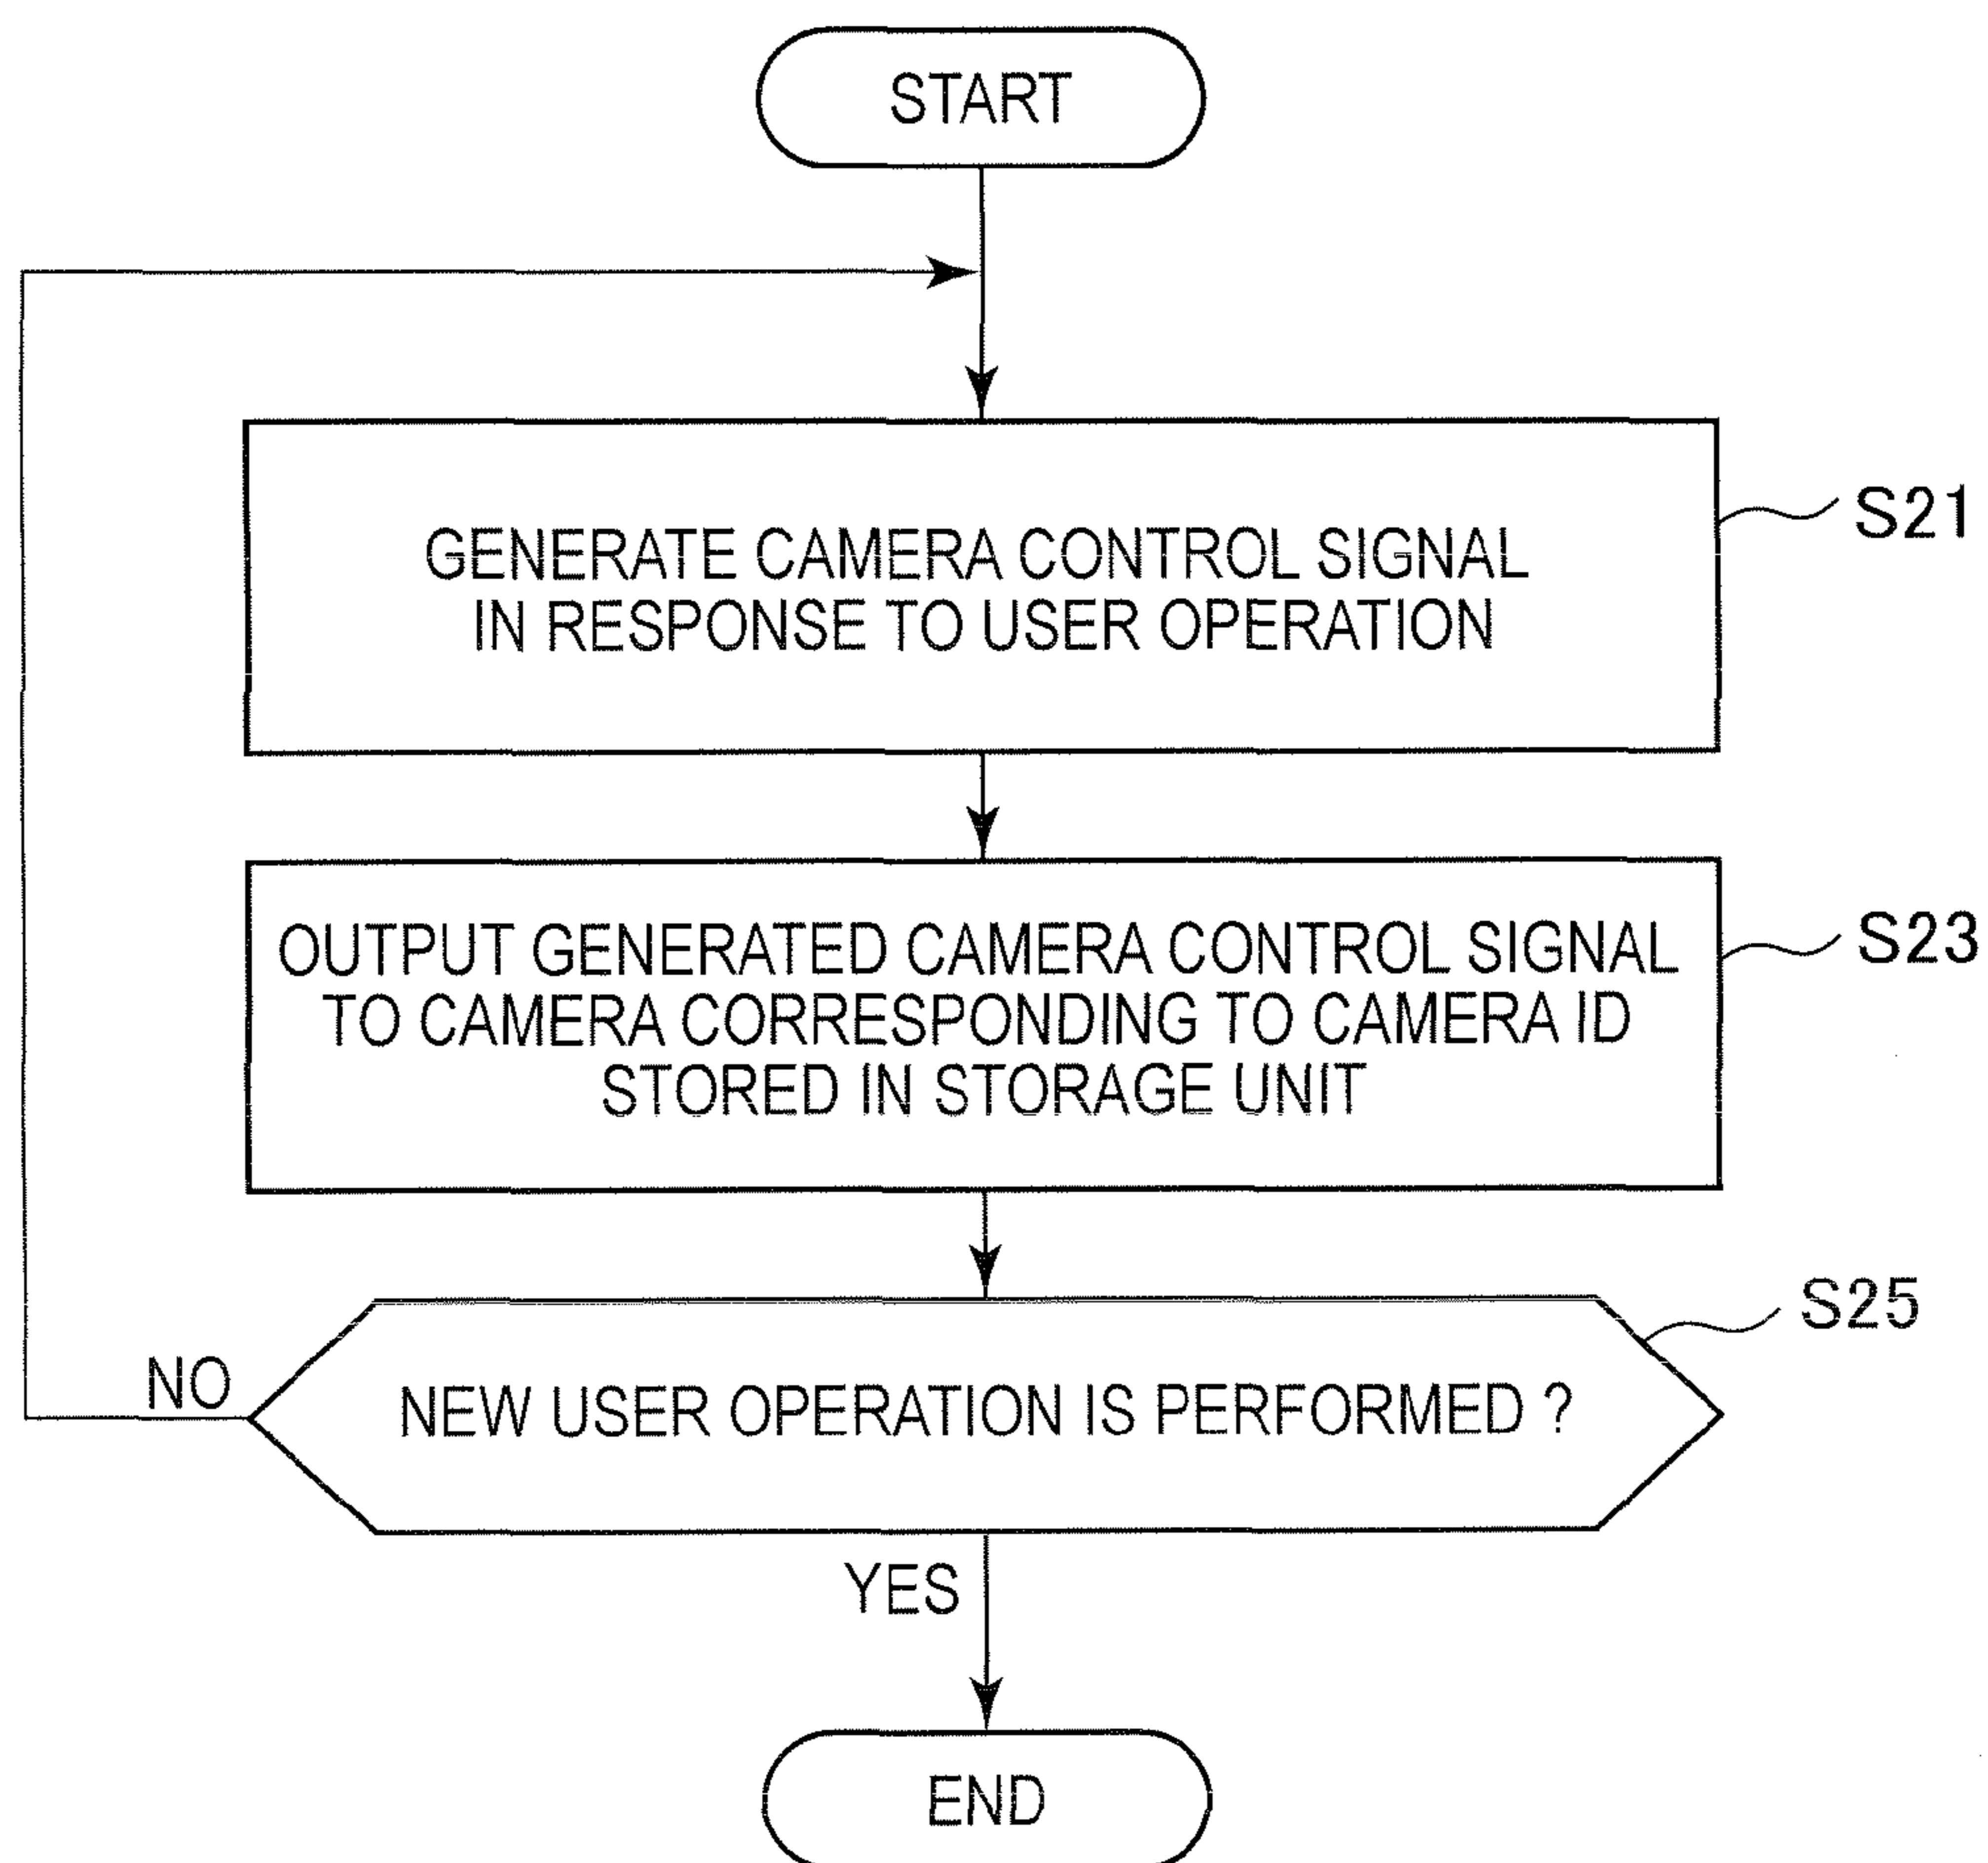 START
GENERATE CAMERA CONTROL SIGNAL
IN RESPONSE TO USER OPERATION
S21
OUTPUT GENERATED CAMERA CONTROL SIGNAL
TO CAMERA CORRESPONDING TO CAMERA ID
STORED IN STORAGE UNIT
S23
S25
NO
NEW USER OPERATION IS PERFORMED ?
YES
END